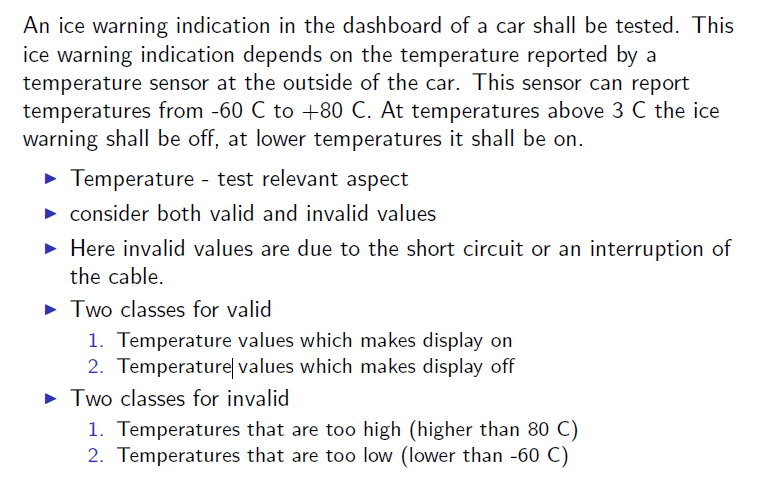 An ice warning indication in the dashboard of a car shall be tested. This
ice warning indication depends on the temperature reported by a
temperature sensor at the outside of the car. This sensor can report
temperatures from -60 C to +80 C. At temperatures above 3 C the ice
warning shall be off, at lower temperatures it shall be on.
▶ Temperature - test relevant aspect
▶ consider both valid and invalid values
▶ Here invalid values are due to the short circuit or an interruption of
the cable.
▶ Two classes for valid
1. Temperature values which makes display on
2. Temperature values which makes display off
▶ Two classes for invalid
1. Temperatures that are too high (higher than 80 C)
2. Temperatures that are too low (lower than -60 C)